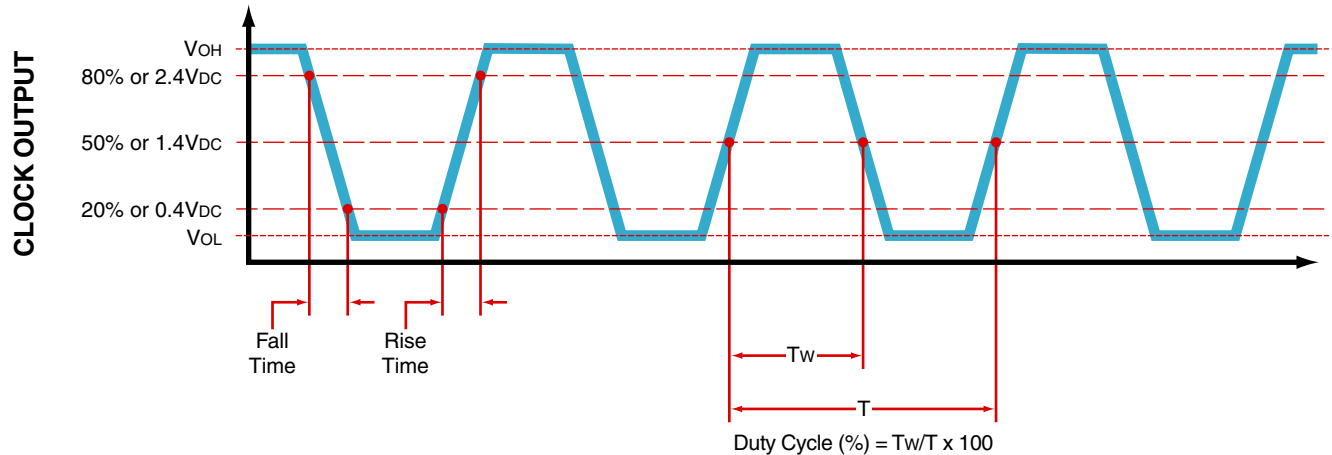 CLOCK OUTPUT
VOH
80% or 2.4VDC
50% or 1.4VDC
20% or 0.4VDC
VOL
Fall
Time
Rise
Time
TW
T
Duty Cycle (%) = TW/T x 100